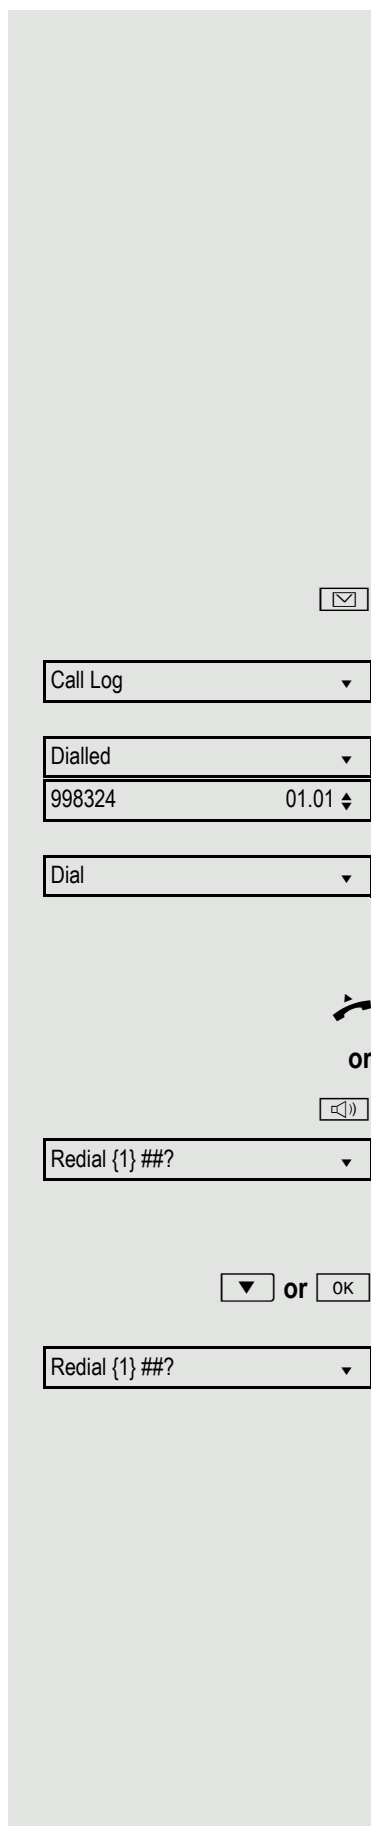 Call Log
Dialled
998324 01.01
Dial
or
Redial {1} ##?
or OK
Redial {1} ##?